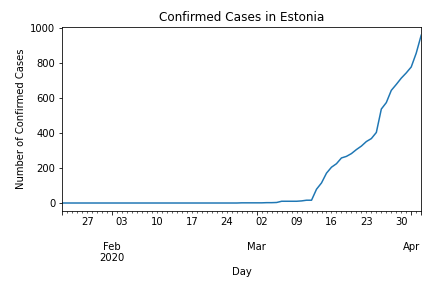 Confirmed Cases in Estonia
Number of Confirmed Cases
1000
800
600
400
200
0
27 03 10 17 24 02 09 16 23 30
Feb Mar Apr
2020
Day